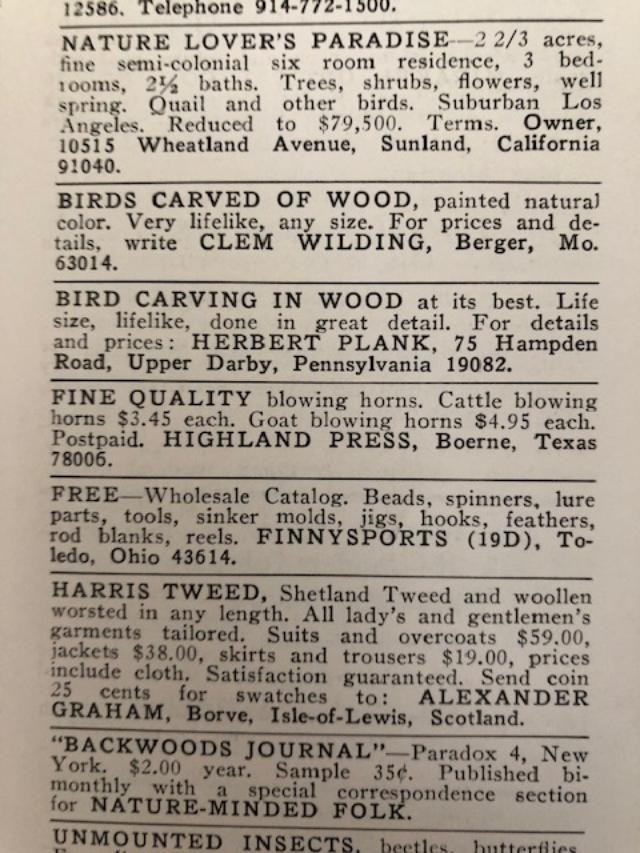 12586. Telephone 914-772-1500.
NATURE LOVER'S PARADISE—2 2/3 acres,
fine semi-colonial six room residence, 3 bed-
rooms, 2½ baths. Trees, shrubs, flowers, well
spring. Quail and other birds. Suburban Los
Angeles. Reduced to $79,500. Terms. Owner,
10515 Wheatland Avenue, Sunland, California
91040.
BIRDS CARVED OF WOOD, painted natural
color. Very lifelike, any size. For prices and de-
tails, write CLEM WILDING, Berger, Mo.
63014.
BIRD CARVING IN WOOD at its best. Life
size, lifelike, done in great detail. For details
and prices: HERBERT PLANK, 75 Hampden
Road, Upper Darby, Pennsylvania 19082.
FINE QUALITY blowing horns. Cattle blowing
horns $3.45 each. Goat blowing horns $4.95 each.
Postpaid. HIGHLAND PRESS, Boerne, Texas
78006.
FREE—Wholesale Catalog. Beads, spinners, lure
parts, tools, sinker molds, jigs, hooks, feathers,
rod blanks, reels. FINNYSPORTS (19D), To-
ledo, Ohio 43614.
HARRIS TWEED, Shetland Tweed and woollen
worsted in any length. All lady's and gentlemen's
garments tailored. Suits and overcoats $59.00,
jackets $38.00, skirts and trousers $19.00, prices
include cloth. Satisfaction guaranteed. Send coin
25 cents for swatches to: ALEXANDER
GRAHAM, Borve, Isle-of-Lewis, Scotland.
"BACKWOODS JOURNAL"—Paradox 4, New
York. $2.00 year. Sample 35¢. Published bi-
monthly with a special correspondence section
for NATURE-MINDED FOLK.
UNMOUNTED INSECTS, beetles, butterflies,